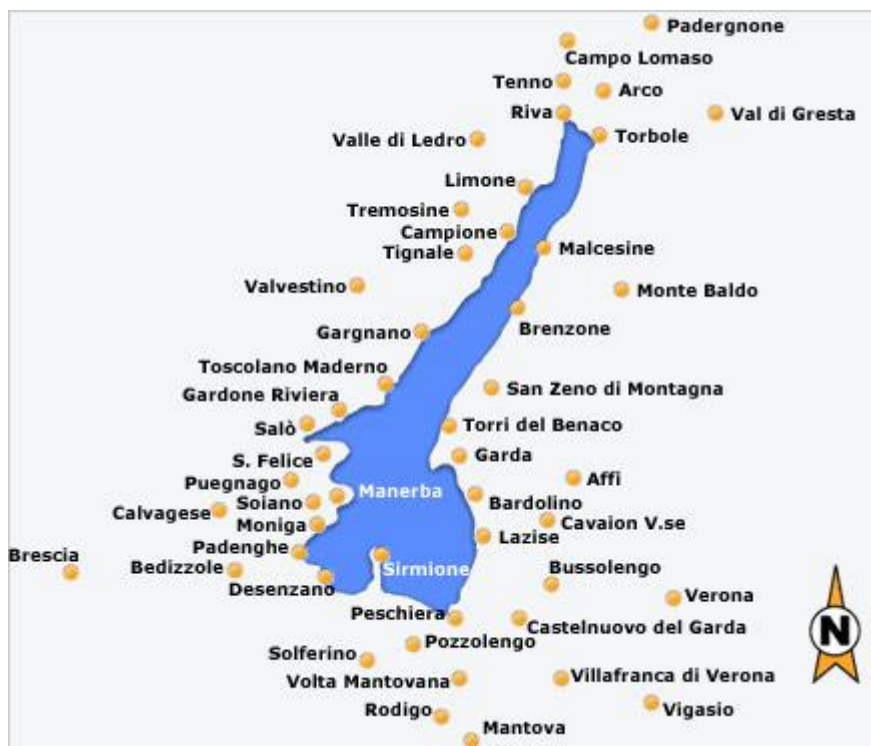 Padergnone
Campo Lomaso
Tenno
Arco
Riva
Val di Gresta
Torbole
Valle di Ledro
Limone
Tremosine
Campione
Malcesine
Tignale
Valvestino
Monte Baldo
Brenzone
Gargnano
Toscolano Maderno
San Zeno di Montagna
Gardone Riviera
Torri del Benaco
Salò
Garda
S. Felice
Affi
Puegnago
Manerba
Bardolino
Soiano
Calvagese
Cavaion V.se
Moniga
Lazise
Padenghe
Brescia
Sirmione
Bedizzole
Bussolengo
Desenzano
Verona
Peschiera
Castelnuovo del Garda
Pozzolengo
Solferino
Villafranca di Verona
Volta Mantovana
Rodigo
Vigasio
Mantova
N